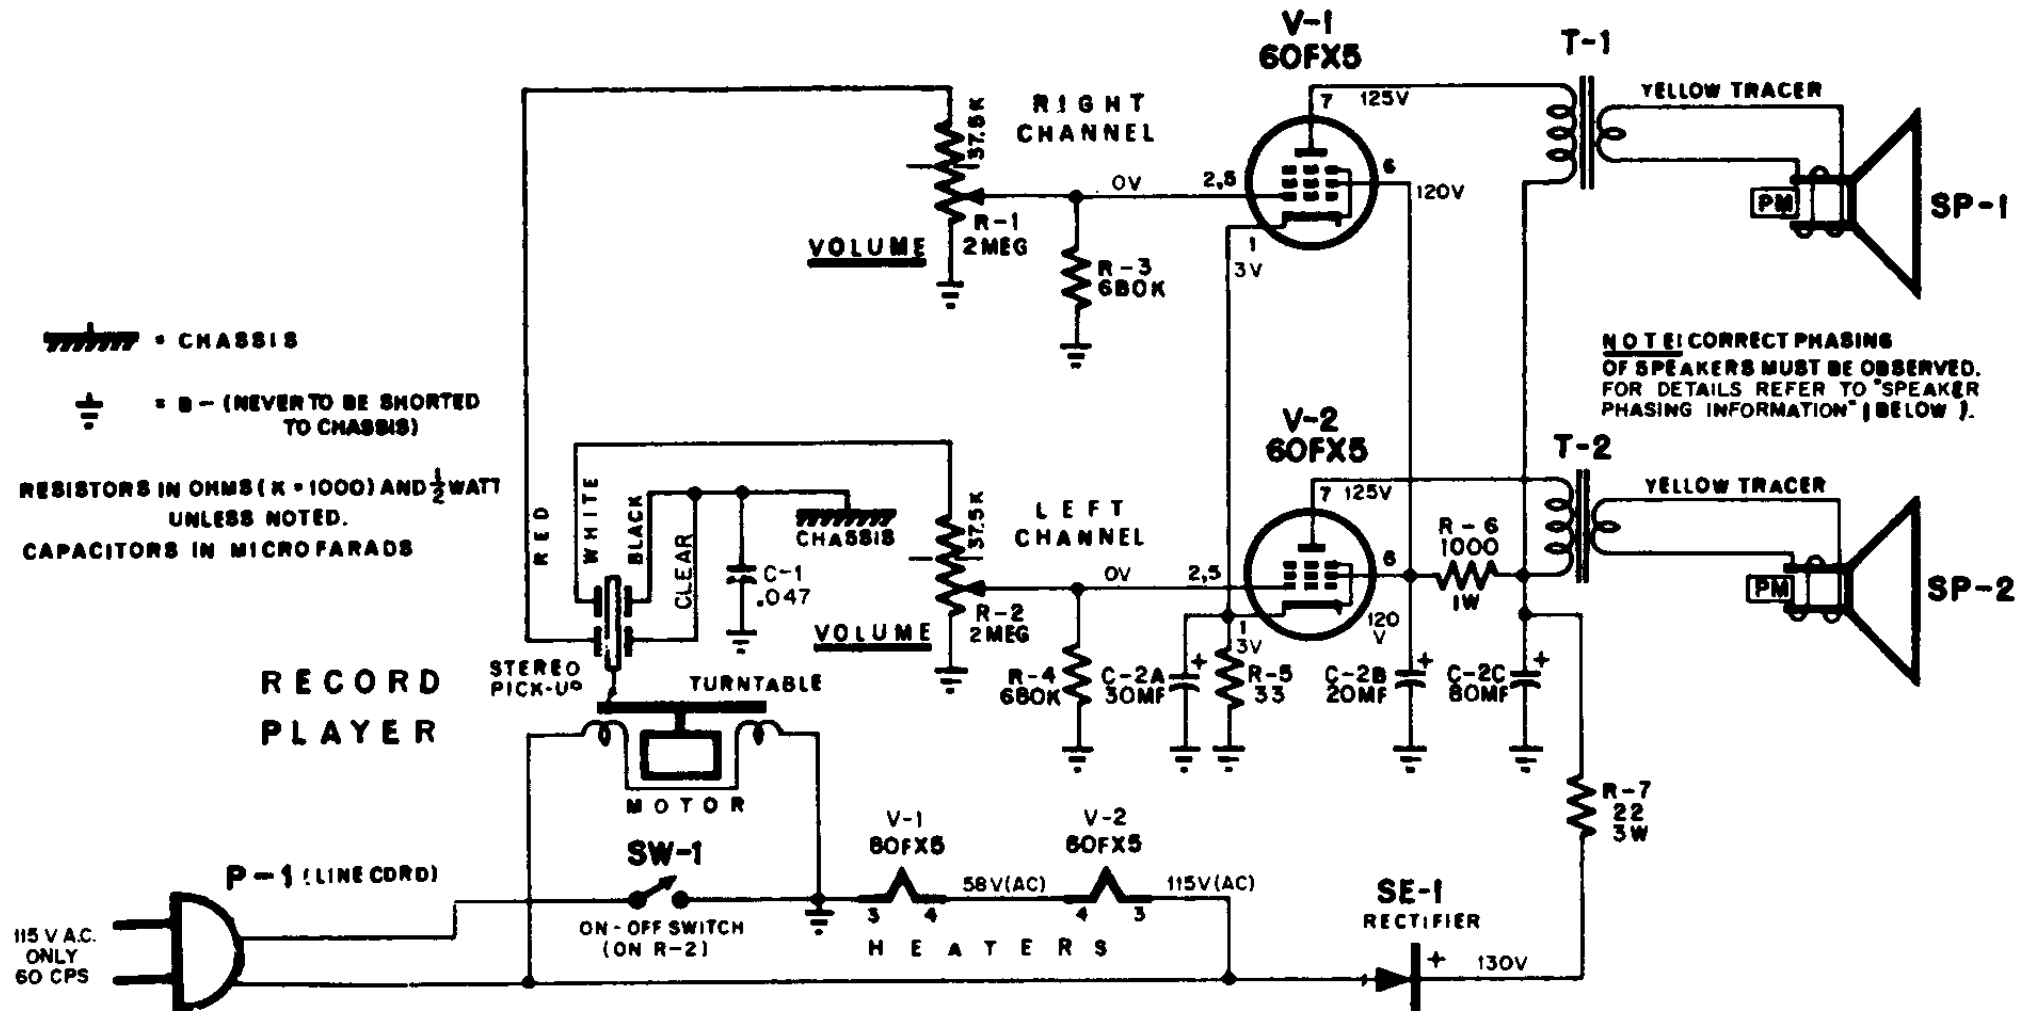 V-1
60FX5
T-1
7
125V
YELLOW TRACER
RIGHT
CHANNEL
37.5K
6
0V
2,5
120V
PM
SP-1
R-1
2MEG
VOLUME
1
3V
R-3
680K
= CHASSIS
NOTE: CORRECT PHASING
OF SPEAKERS MUST BE OBSERVED.
FOR DETAILS REFER TO "SPEAKER
PHASING INFORMATION" (BELOW).
= B- (NEVER TO BE SHORTED
TO CHASSIS)
V-2
60FX5
T-2
RESISTORS IN OHMS (K = 1000) AND 1/2 WATT
UNLESS NOTED.
CAPACITORS IN MICROFARADS
7
125V
YELLOW TRACER
RED
WHITE
BLACK
CLEAR
CHASSIS
37.5K
LEFT
CHANNEL
R-6
1000
1W
C-1
.047
0V
2,5
6
PM
SP-2
R-2
2MEG
VOLUME
1
3V
120
V
STEREO
PICK-UP
TURNTABLE
R-4
680K
C-2A
30MF
+
R-5
33
C-2B
20MF
+
C-2C
80MF
+
RECORD
PLAYER
MOTOR
R-7
22
3W
V-1
60FX5
V-2
60FX5
SW-1
P-1 (LINE CORD)
58V(AC)
115V(AC)
3
4
4
3
SE-1
RECTIFIER
ON-OFF SWITCH
(ON R-2)
HEATERS
115 V A.C.
ONLY
60 CPS
+
130V